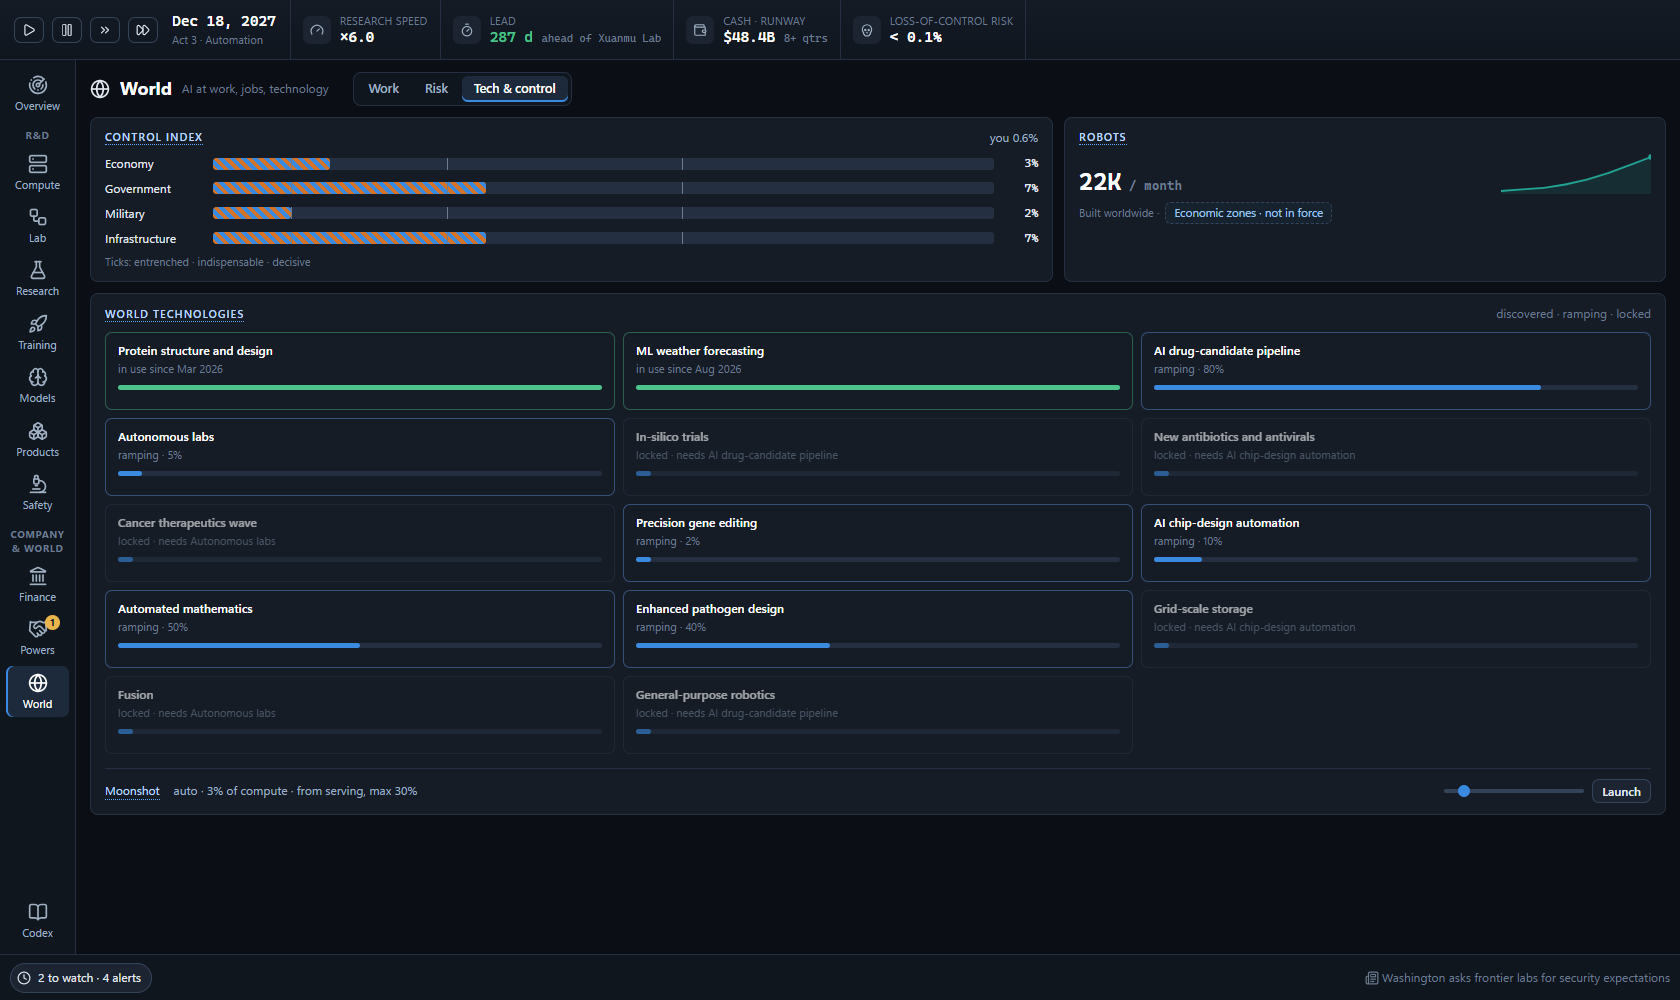 Dec 18, 2027
Act 3 · Automation
RESEARCH SPEED
×6.0
LEAD
287 d ahead of Xuanmu Lab
CASH · RUNWAY
$48.4B 8+ qtrs
LOSS-OF-CONTROL RISK
< 0.1%
Overview
R&D
Compute
Lab
Research
Training
Models
Products
Safety
COMPANY
& WORLD
Finance
1
Powers
World
Codex
World AI at work, jobs, technology
Work Risk Tech & control
CONTROL INDEX you 0.6%
Economy 3%
Government 7%
Military 2%
Infrastructure 7%
Ticks: entrenched · indispensable · decisive
ROBOTS
22K / month
Built worldwide · Economic zones · not in force
WORLD TECHNOLOGIES discovered · ramping · locked
Protein structure and design
in use since Mar 2026
ML weather forecasting
in use since Aug 2026
AI drug-candidate pipeline
ramping · 80%
Autonomous labs
ramping · 5%
In-silico trials
locked · needs AI drug-candidate pipeline
New antibiotics and antivirals
locked · needs AI chip-design automation
Cancer therapeutics wave
locked · needs Autonomous labs
Precision gene editing
ramping · 2%
AI chip-design automation
ramping · 10%
Automated mathematics
ramping · 50%
Enhanced pathogen design
ramping · 40%
Grid-scale storage
locked · needs AI chip-design automation
Fusion
locked · needs Autonomous labs
General-purpose robotics
locked · needs AI drug-candidate pipeline
Moonshot auto · 3% of compute · from serving, max 30% Launch
2 to watch · 4 alerts
Washington asks frontier labs for security expectations